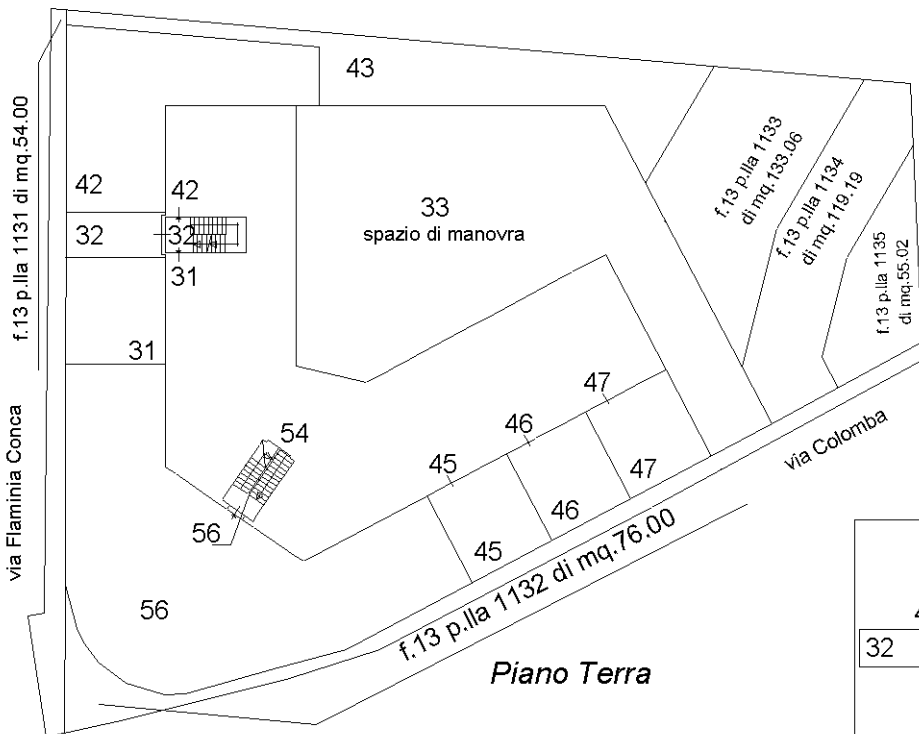 43
f.13 p.lla 1131 di mq.54.00
f.13 p.lla 1133
di mq.133.06
f.13 p.lla 1134
di mq.119.19
f.13 p.lla 1135
di mq.55.02
42
42
33
spazio di manovra
32
32
31
31
47
54
46
45
47
46
45
56
56
via Flaminia Conca
via Colomba
f.13 p.lla 1132 di mq.76.00
Piano Terra
32